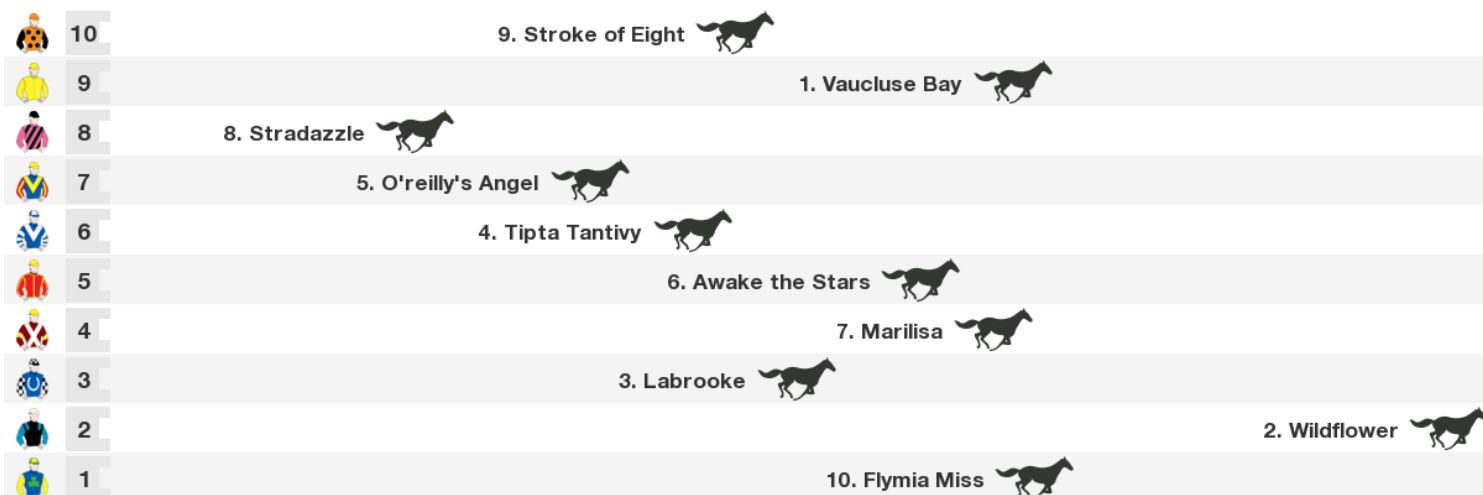 10 9. Stroke of Eight
9 1. Vaucluse Bay
8 8. Stradazzle
7 5. O'reilly's Angel
6 4. Tipta Tantivy
5 6. Awake the Stars
4 7. Marilisa
3 3. Labrooke
2 2. Wildflower
1 10. Flymia Miss